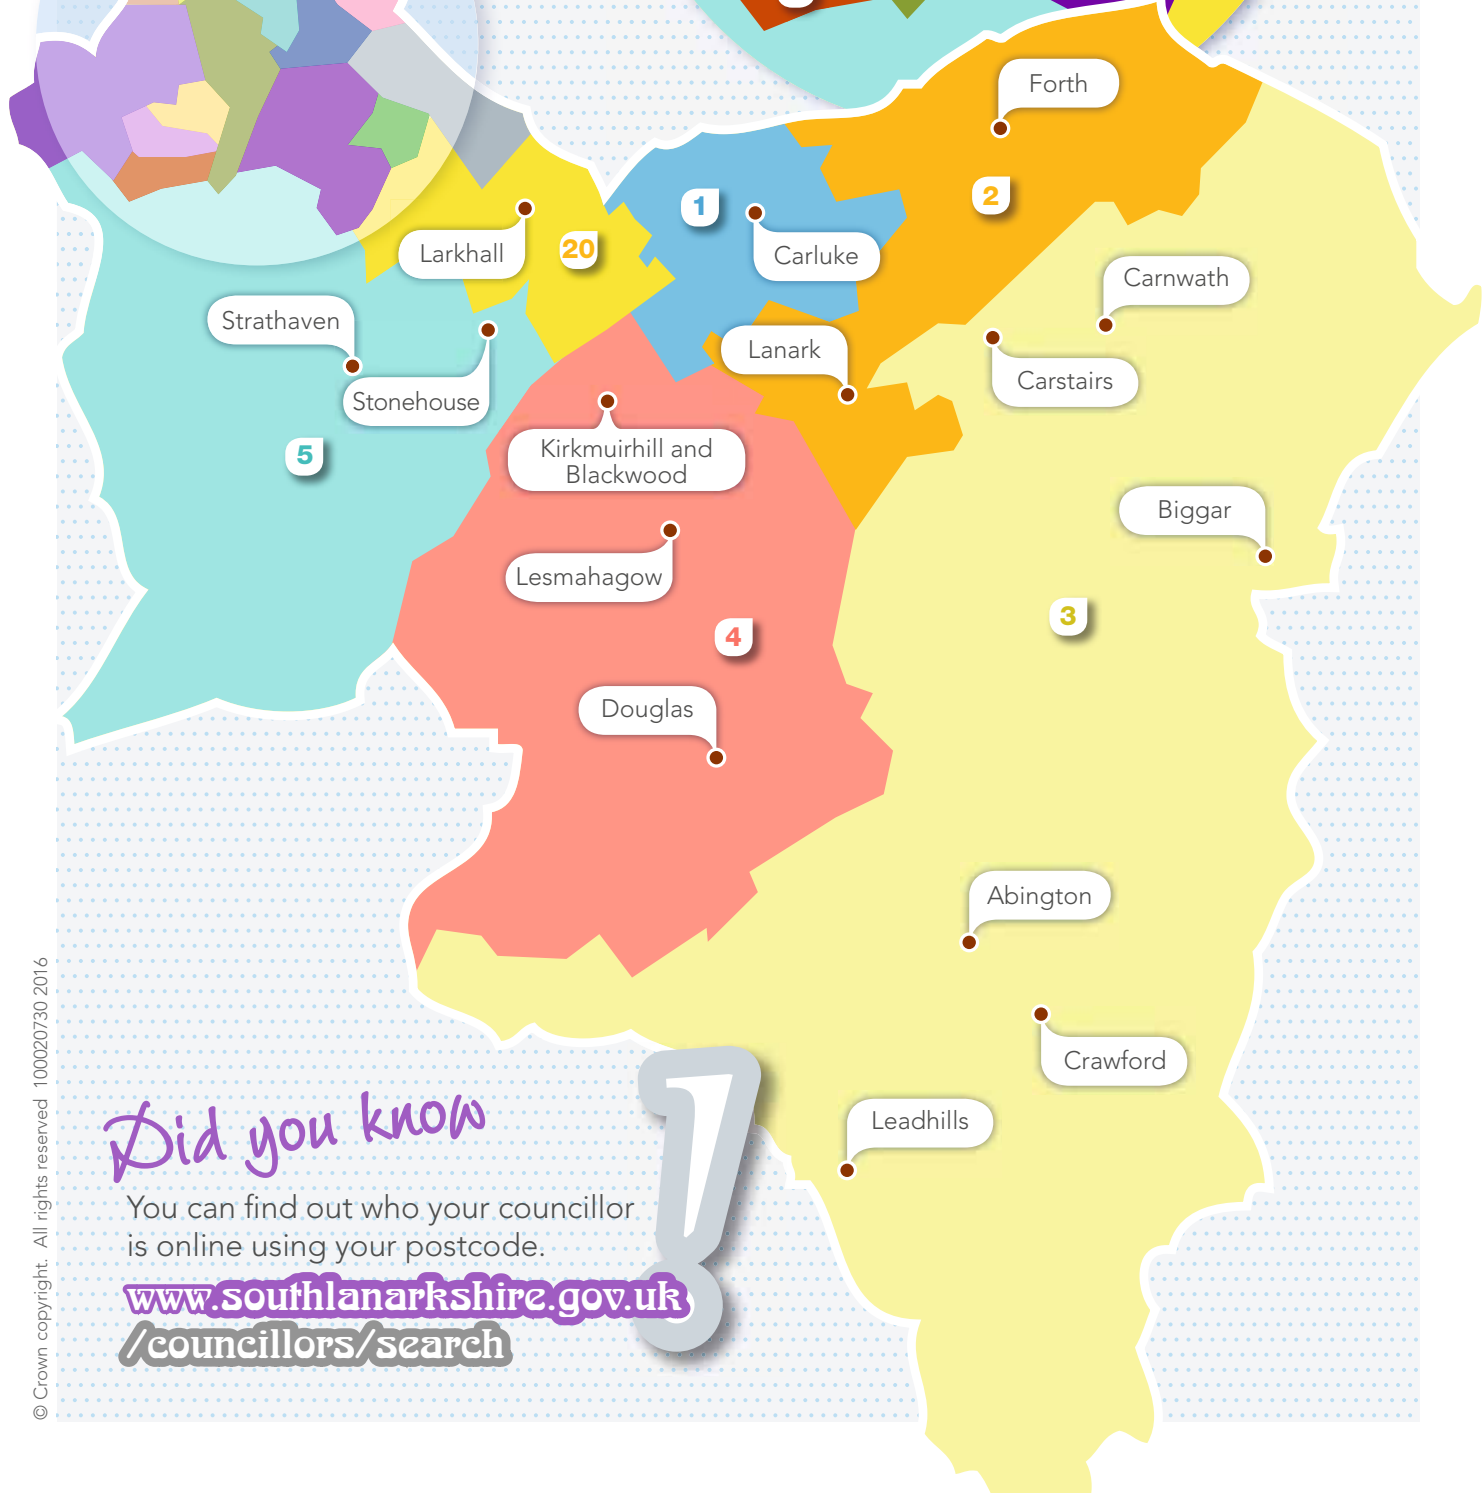 Forth
2
1
Larkhall
20
Carluke
Carnwath
Strathaven
Lanark
Carstairs
Stonehouse
5
Kirkmuirhill and
Blackwood
Biggar
Lesmahagow
3
4
Douglas
Abington
Crawford
Leadhills
Did you know
!
You can find out who your councillor
is online using your postcode.
www.southlanarkshire.gov.uk
/councillors/search
© Crown copyright. All rights reserved 100020730 2016